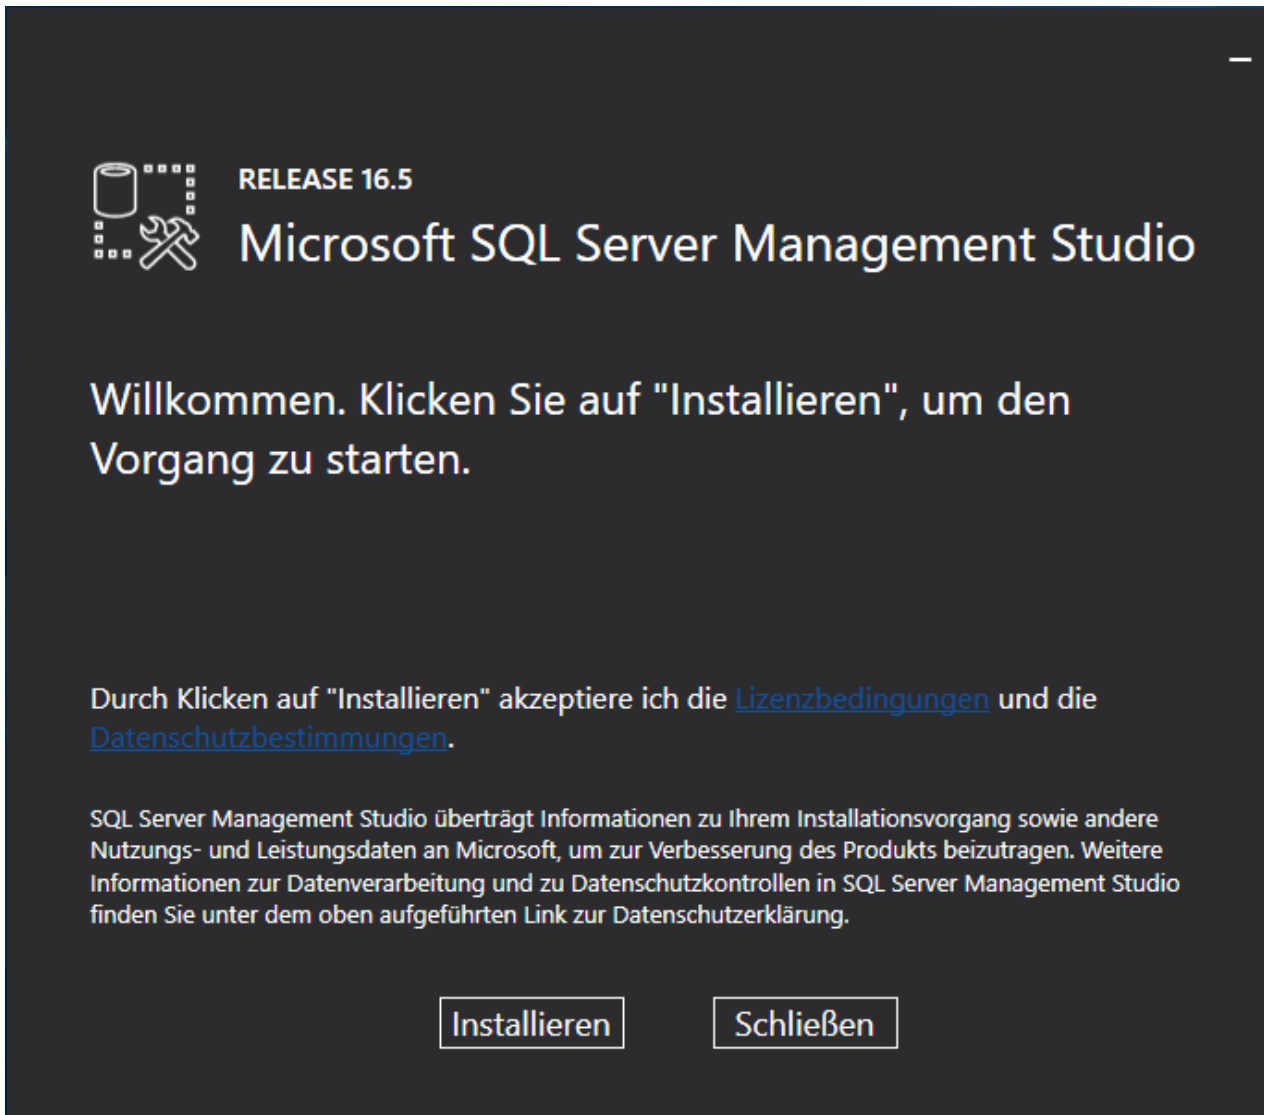 RELEASE 16.5
Microsoft SQL Server Management Studio
Willkommen. Klicken Sie auf "Installieren", um den
Vorgang zu starten.
Durch Klicken auf "Installieren" akzeptiere ich die Lizenzbedingungen und die
Datenschutzbestimmungen.
SQL Server Management Studio überträgt Informationen zu Ihrem Installationsvorgang sowie andere
Nutzungs- und Leistungsdaten an Microsoft, um zur Verbesserung des Produkts beizutragen. Weitere
Informationen zur Datenverarbeitung und zu Datenschutzkontrollen in SQL Server Management Studio
finden Sie unter dem oben aufgeführten Link zur Datenschutzerklärung.
Installieren Schließen